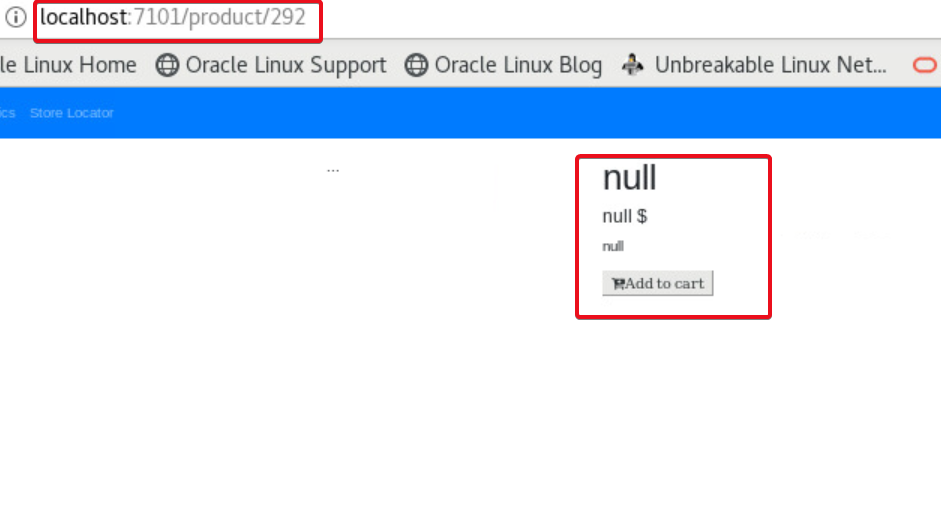 localhost:7101/product/292
le Linux Home Oracle Linux Support Oracle Linux Blog Unbreakable Linux Net...
ics Store Locator
...
null
null $
null
Add to cart